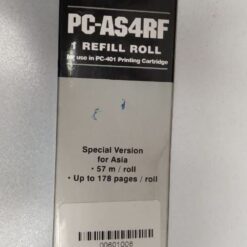 PC-AS4RF
1 REFILL ROLL
for use in PC-401 Printing Cartridge
Special Version
for Asia
• 57 m / roll
• Up to 178 pages / roll
00601008